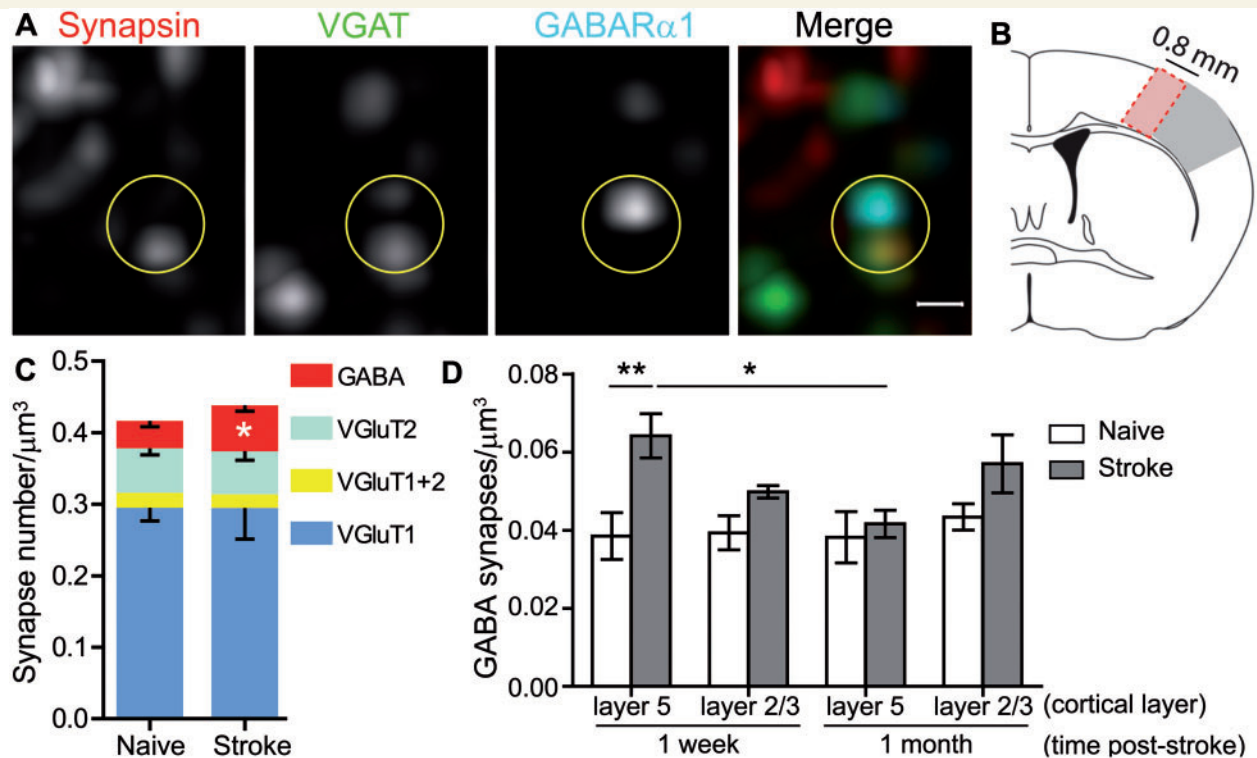 A Synapsin VGAT GABARα1 Merge
B
0.8 mm
C
Synapse number/μm³
0.5
0.4
0.3
0.2
0.1
0.0
*
Naive Stroke
GABA
VGluT2
VGluT1+2
VGluT1
D
GABA synapses/μm³
0.08
0.06
0.04
0.02
0.00
** *
Naive
Stroke
layer 5 layer 2/3 layer 5 layer 2/3 (cortical layer)
1 week 1 month (time post-stroke)